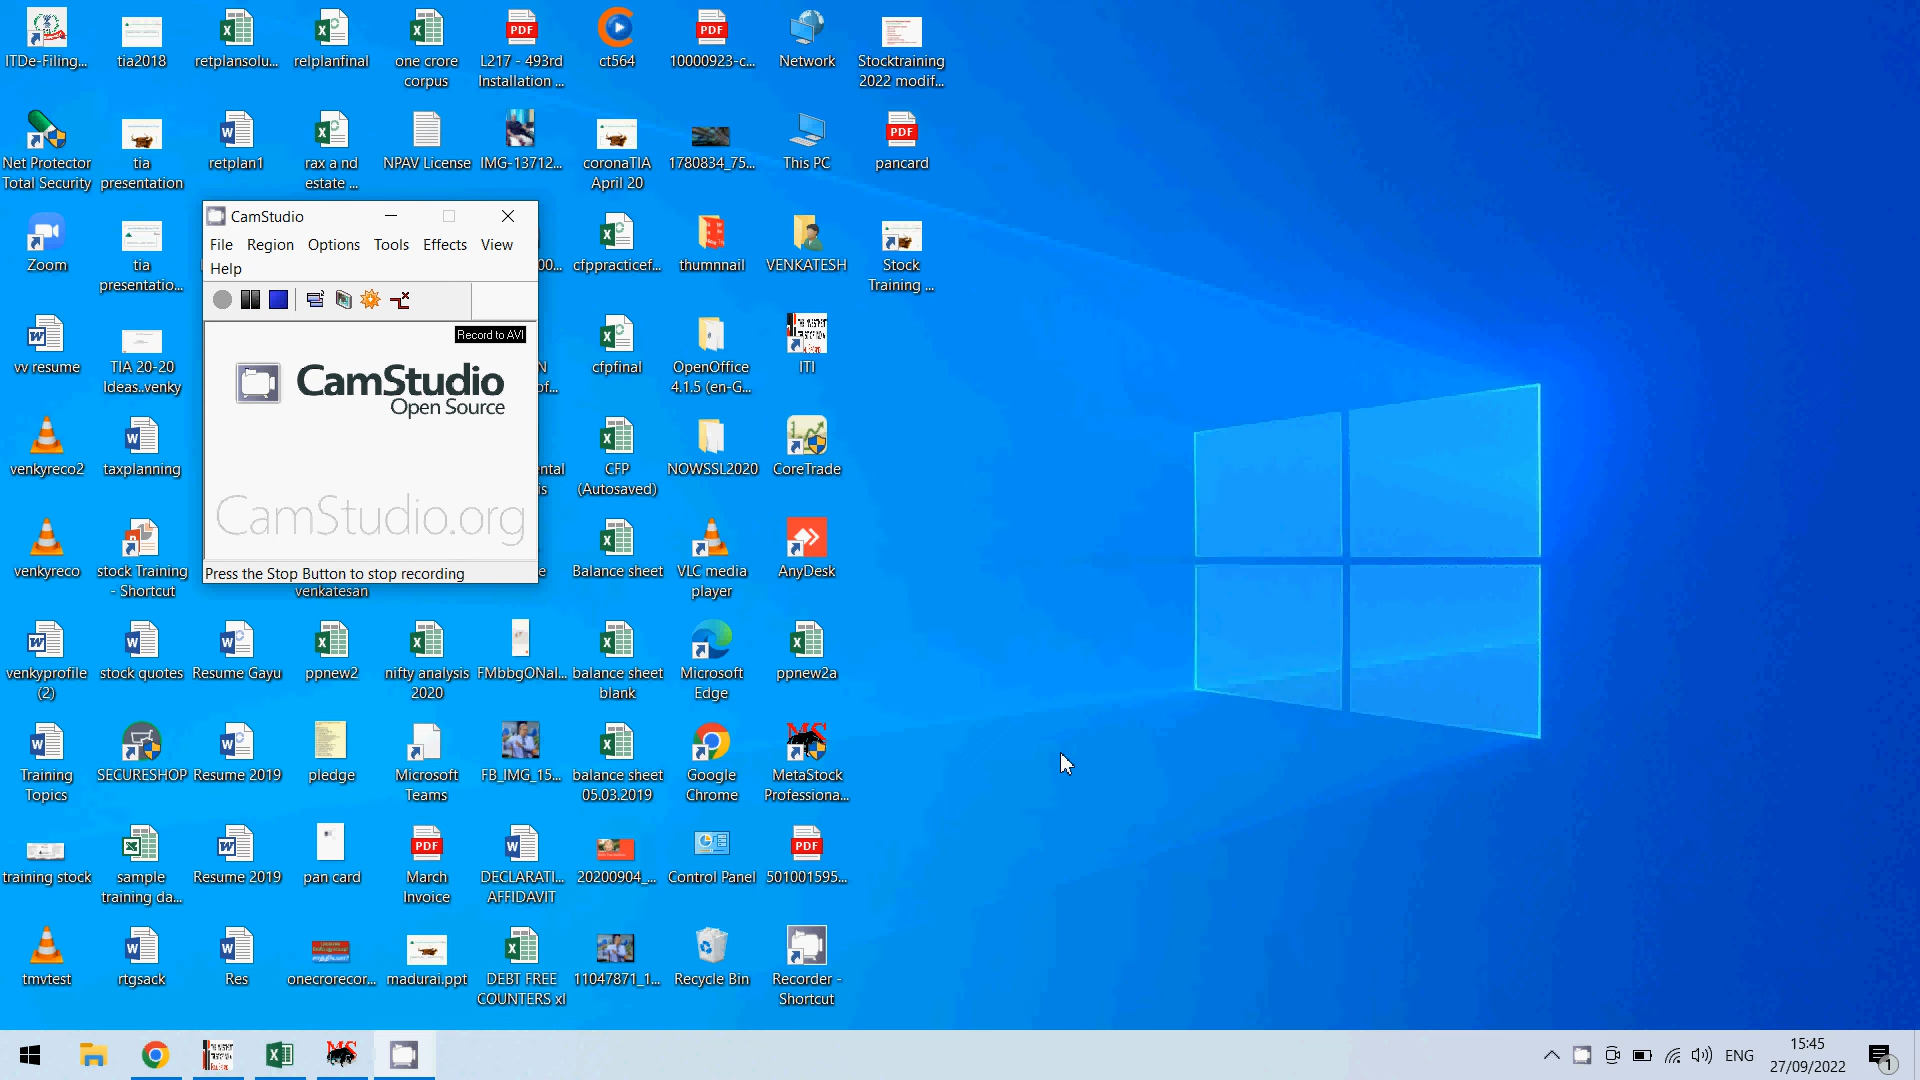 ITDe-Filing...
tia2018
retplansolu...
relplanfinal
one crore
corpus
L217 - 493rd
Installation ...
ct564
10000923-c...
Network
Stocktraining
2022 modif...
Net Protector
Total Security
tia
presentation
retplan1
rax a nd
estate ...
NPAV License
IMG-13712...
coronaTIA
April 20
1780834_75...
This PC
pancard
CamStudio
File Region Options Tools Effects View
Help
Record to AVI
CamStudio
Open Source
CamStudio.org
Press the Stop Button to stop recording
Zoom
tia
presentatio...
00...
cfppracticef...
thumnnail
VENKATESH
Stock
Training ...
vv resume
TIA 20-20
Ideas..venky
cfpfinal
OpenOffice
4.1.5 (en-G...
ITI
venkyreco2
taxplanning
CFP
(Autosaved)
NOWSSL2020
CoreTrade
venkyreco
stock Training
- Shortcut
venkatesan
Balance sheet
VLC media
player
AnyDesk
venkyprofile
(2)
stock quotes
Resume Gayu
ppnew2
nifty analysis
2020
FMbbgONal...
balance sheet
blank
Microsoft
Edge
ppnew2a
Training
Topics
SECURESHOP
Resume 2019
pledge
Microsoft
Teams
FB_IMG_15...
balance sheet
05.03.2019
Google
Chrome
MetaStock
Professiona...
training stock
sample
training da...
Resume 2019
pan card
March
Invoice
DECLARATI...
AFFIDAVIT
20200904_...
Control Panel
501001595...
tmvtest
rtgsack
Res
onecrorecor...
madurai.ppt
DEBT FREE
COUNTERS xl
11047871_1...
Recycle Bin
Recorder -
Shortcut
ENG
15:45
27/09/2022
1